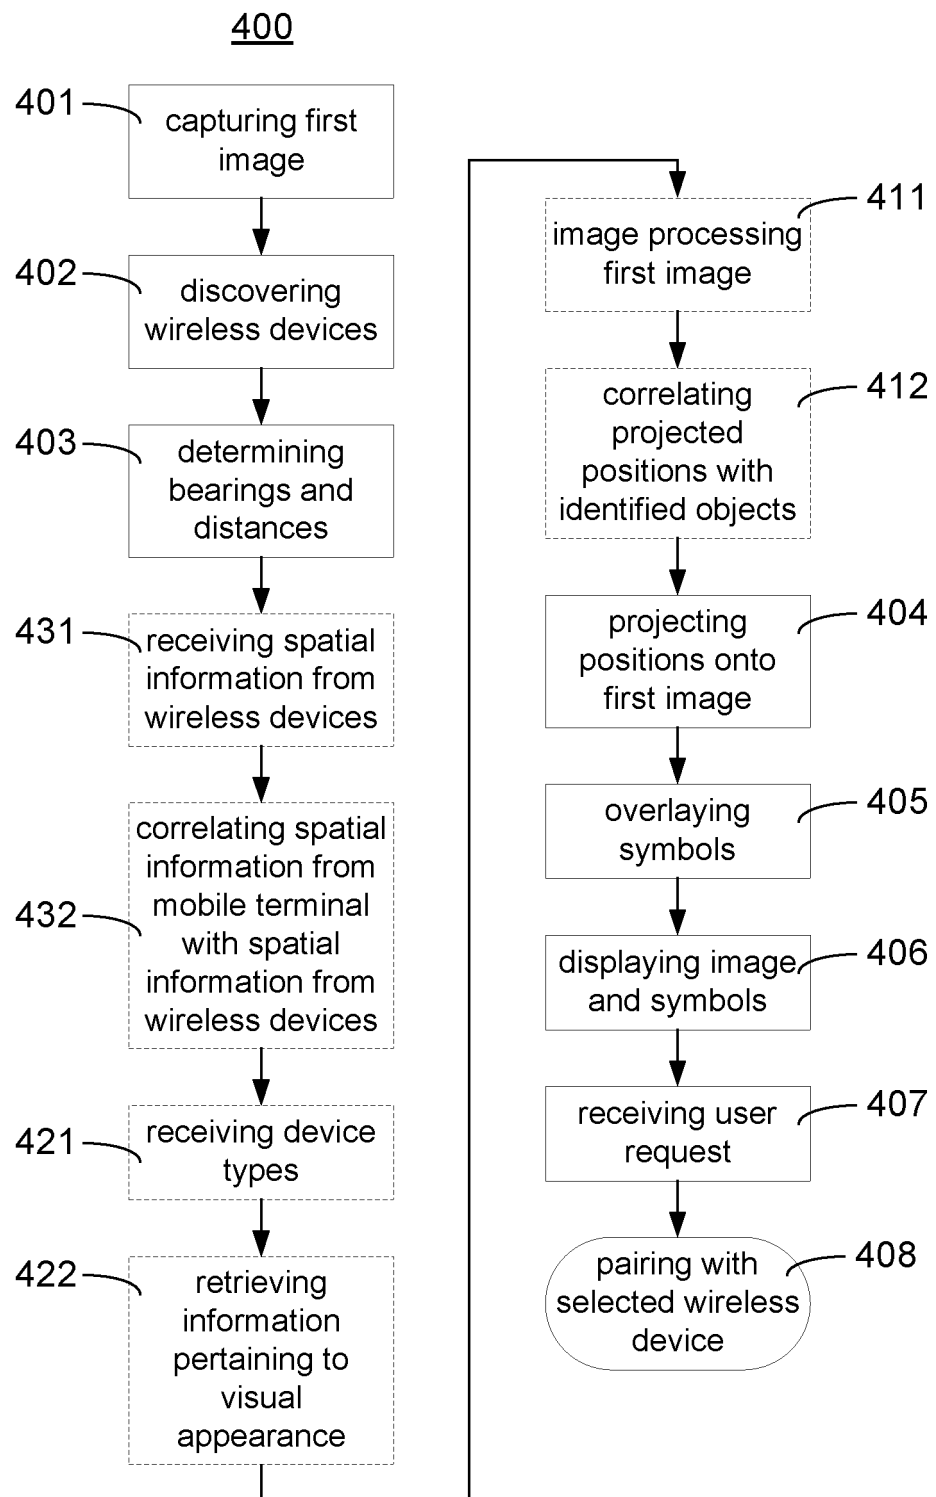 400
401
capturing first
image
402
discovering
wireless devices
403
determining
bearings and
distances
431
receiving spatial
information from
wireless devices
432
correlating spatial
information from
mobile terminal
with spatial
information from
wireless devices
421
receiving device
types
422
retrieving
information
pertaining to
visual
appearance
411
image processing
first image
412
correlating
projected
positions with
identified objects
404
projecting
positions onto
first image
405
overlaying
symbols
406
displaying image
and symbols
407
receiving user
request
408
pairing with
selected wireless
device